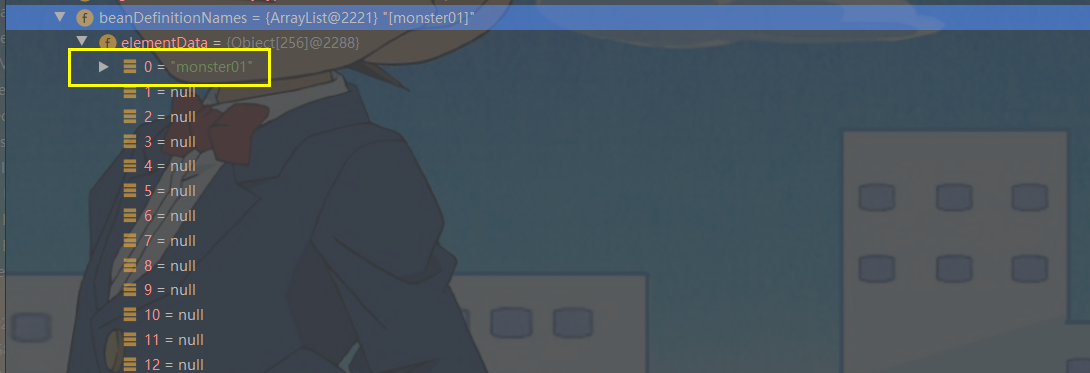 beanDefinitionNames = {ArrayList@2221} "[monster01]"
elementData = {Object[256]@2288}
0 = "monster01"
1 = null
2 = null
3 = null
4 = null
5 = null
6 = null
7 = null
8 = null
9 = null
10 = null
11 = null
12 = null